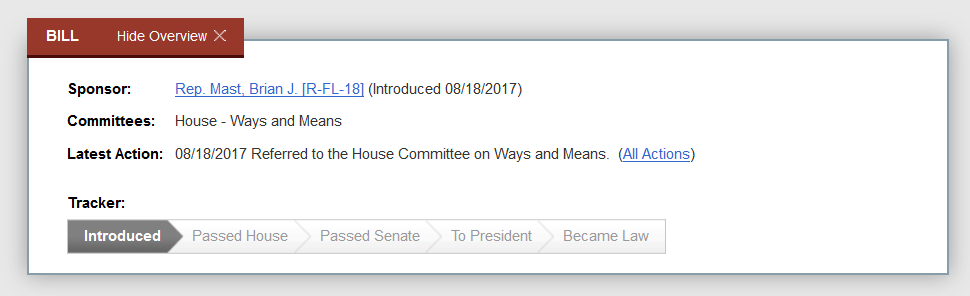 BILL Hide Overview ×
Sponsor: Rep. Mast, Brian J. [R-FL-18] (Introduced 08/18/2017)
Committees: House - Ways and Means
Latest Action: 08/18/2017 Referred to the House Committee on Ways and Means. (All Actions)
Tracker:
Introduced Passed House Passed Senate To President Became Law